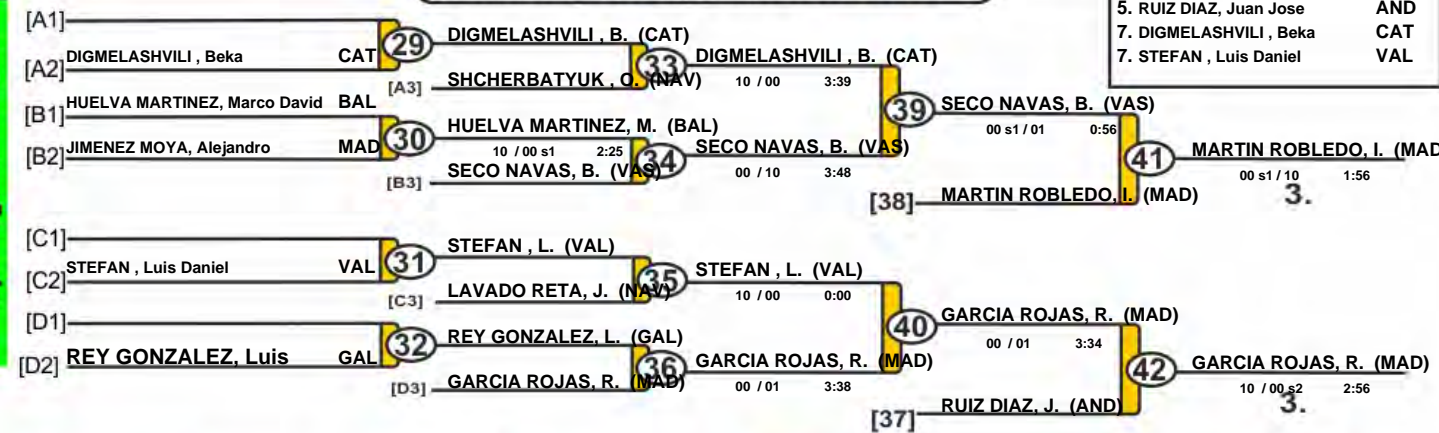 5. RUIZ DIAZ, Juan Jose AND
7. DIGMELASHVILI , Beka CAT
7. STEFAN , Luis Daniel VAL
[A1]
[A2] DIGMELASHVILI , Beka CAT
29
DIGMELASHVILI , B. (CAT)
[A3] SHCHERBATYUK , O. (NAV)
33
DIGMELASHVILI , B. (CAT)
10 / 00 3:39
[B1] HUELVA MARTINEZ, Marco David BAL
[B2] JIMENEZ MOYA, Alejandro MAD
30
HUELVA MARTINEZ, M. (BAL)
10 / 00 s1 2:25
[B3] SECO NAVAS, B. (VAS)
34
SECO NAVAS, B. (VAS)
00 / 10 3:48
39
SECO NAVAS, B. (VAS)
00 s1 / 01 0:56
[38] MARTIN ROBLEDO, I. (MAD)
41
MARTIN ROBLEDO, I. (MAD
00 s1 / 10 1:56
3.
[C1]
[C2] STEFAN , Luis Daniel VAL
31
STEFAN , L. (VAL)
[C3] LAVADO RETA, J. (NAV)
35
STEFAN , L. (VAL)
10 / 00 0:00
[D1]
[D2] REY GONZALEZ, Luis GAL
32
REY GONZALEZ, L. (GAL)
[D3] GARCIA ROJAS, R. (MAD)
36
GARCIA ROJAS, R. (MAD)
00 / 01 3:38
40
GARCIA ROJAS, R. (MAD)
00 / 01 3:34
[37] RUIZ DIAZ, J. (AND)
42
GARCIA ROJAS, R. (MAD)
10 / 00 s2 2:56
3.